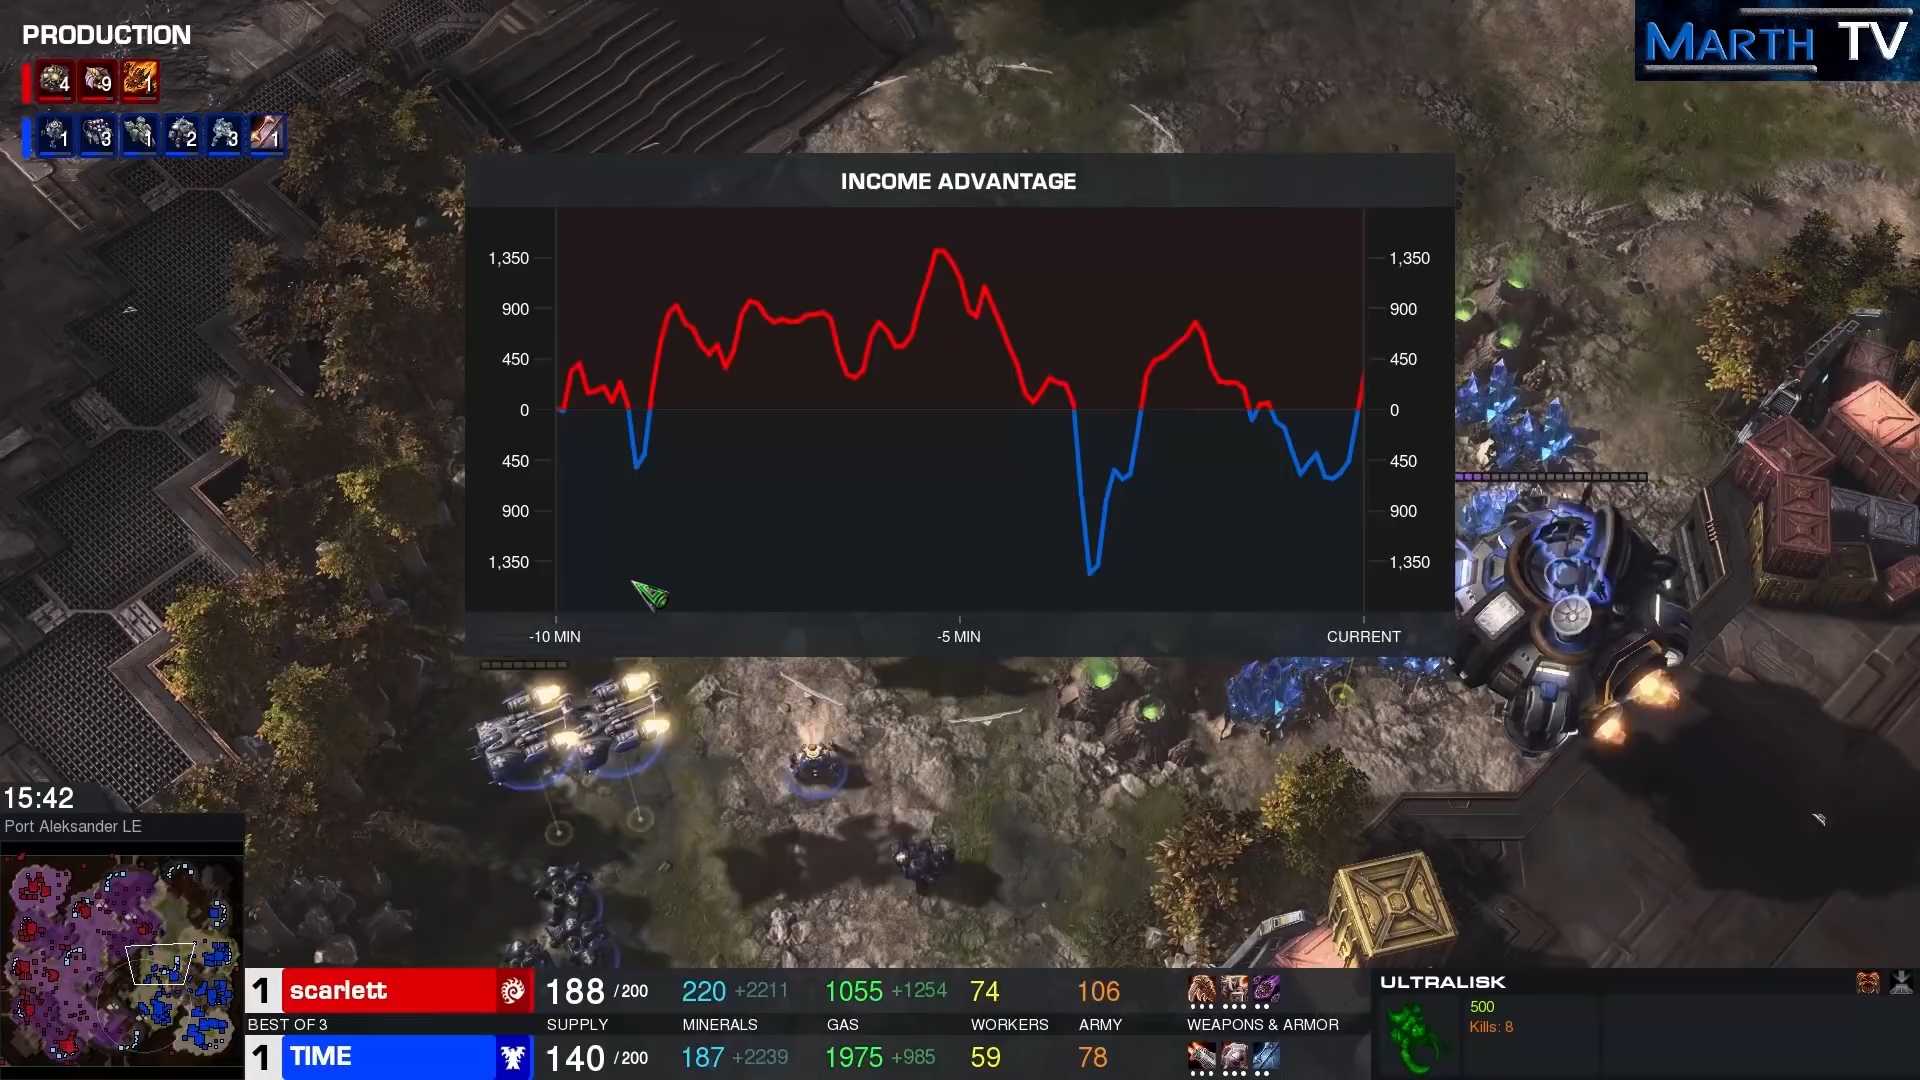 PRODUCTION
MARTH TV
4 9 1
1 3 1 2 3 1
INCOME ADVANTAGE
1,350 1,350
900 900
450 450
0 0
450 450
900 900
1,350 1,350
-10 MIN -5 MIN CURRENT
15:42
Port Aleksander LE
1 scarlett 188 /200 220 +2211 1055 +1254 74 106
BEST OF 3 SUPPLY MINERALS GAS WORKERS ARMY WEAPONS & ARMOR
1 TIME 140 /200 187 +2239 1975 +985 59 78
ULTRALISK
500
Kills: 8